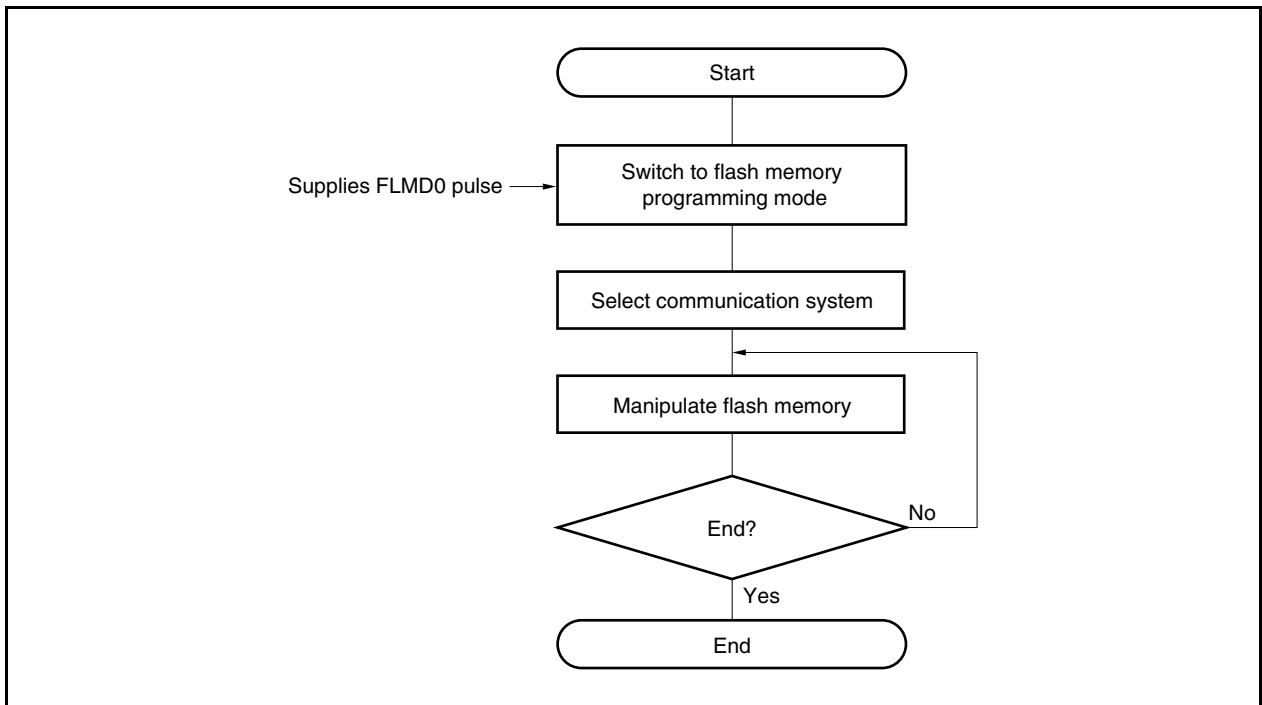 Start
Supplies FLMD0 pulse
Switch to flash memory
programming mode
Select communication system
Manipulate flash memory
End?
No
Yes
End